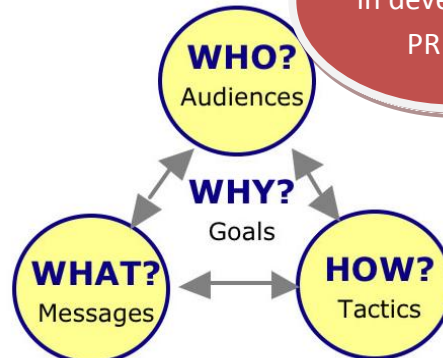 in deve
PR
WHO?
Audiences
WHY?
Goals
WHAT?
Messages
HOW?
Tactics